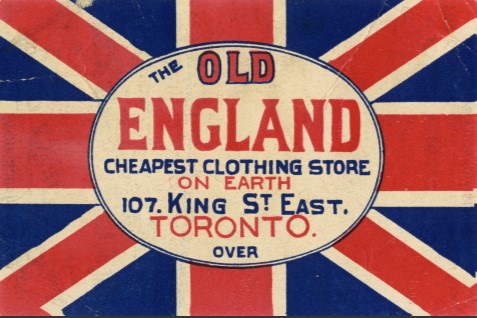 THE OLD
ENGLAND
CHEAPEST CLOTHING STORE
ON EARTH
107. KING ST EAST.
TORONTO.
OVER